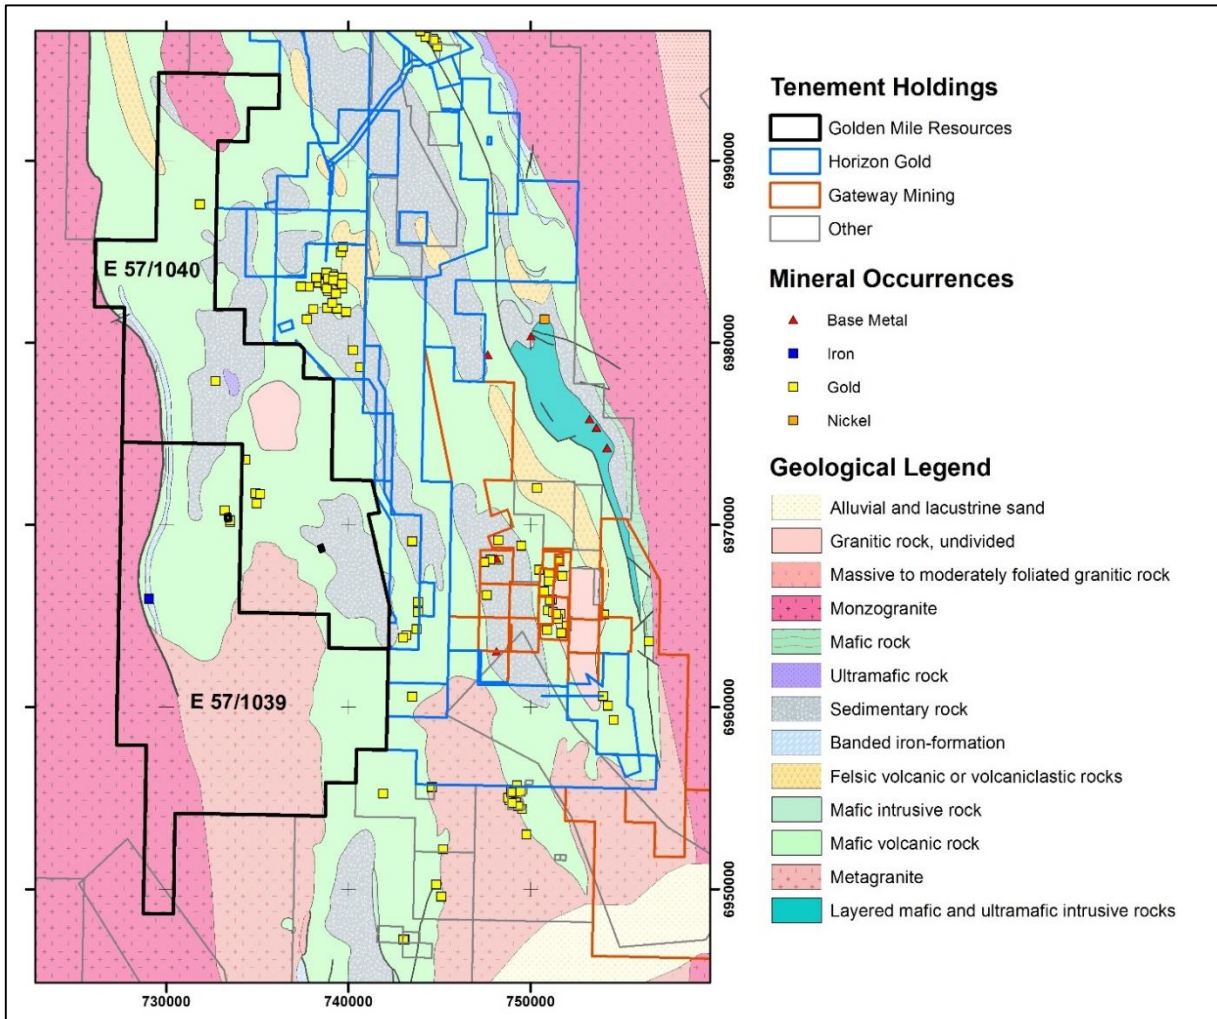 730000
740000
750000
6990000
6980000
6970000
6960000
6950000
E 57/1040
E 57/1039
730000
740000
750000
Tenement Holdings
Golden Mile Resources
Horizon Gold
Gateway Mining
Other
Mineral Occurrences
Base Metal
Iron
Gold
Nickel
Geological Legend
Alluvial and lacustrine sand
Granitic rock, undivided
Massive to moderately foliated granitic rock
Monzogranite
Mafic rock
Ultramafic rock
Sedimentary rock
Banded iron-formation
Felsic volcanic or volcaniclastic rocks
Mafic intrusive rock
Mafic volcanic rock
Metagranite
Layered mafic and ultramafic intrusive rocks